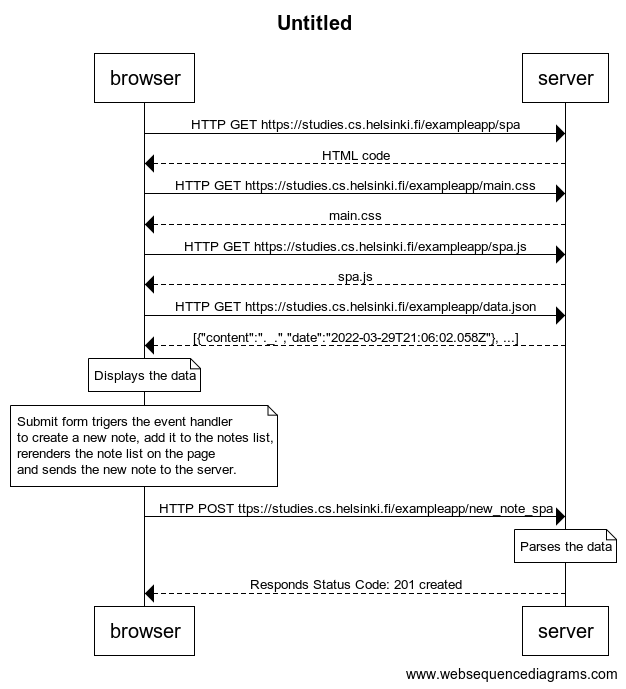 Untitled
browser
server
HTTP GET https://studies.cs.helsinki.fi/exampleapp/spa
HTML code
HTTP GET https://studies.cs.helsinki.fi/exampleapp/main.css
main.css
HTTP GET https://studies.cs.helsinki.fi/exampleapp/spa.js
spa.js
HTTP GET https://studies.cs.helsinki.fi/exampleapp/data.json
[{"content":"._.","date":"2022-03-29T21:06:02.058Z"}, ...]
Displays the data
Submit form trigers the event handler
to create a new note, add it to the notes list,
rerenders the note list on the page
and sends the new note to the server.
HTTP POST ttps://studies.cs.helsinki.fi/exampleapp/new_note_spa
Parses the data
Responds Status Code: 201 created
browser
server
www.websequencediagrams.com